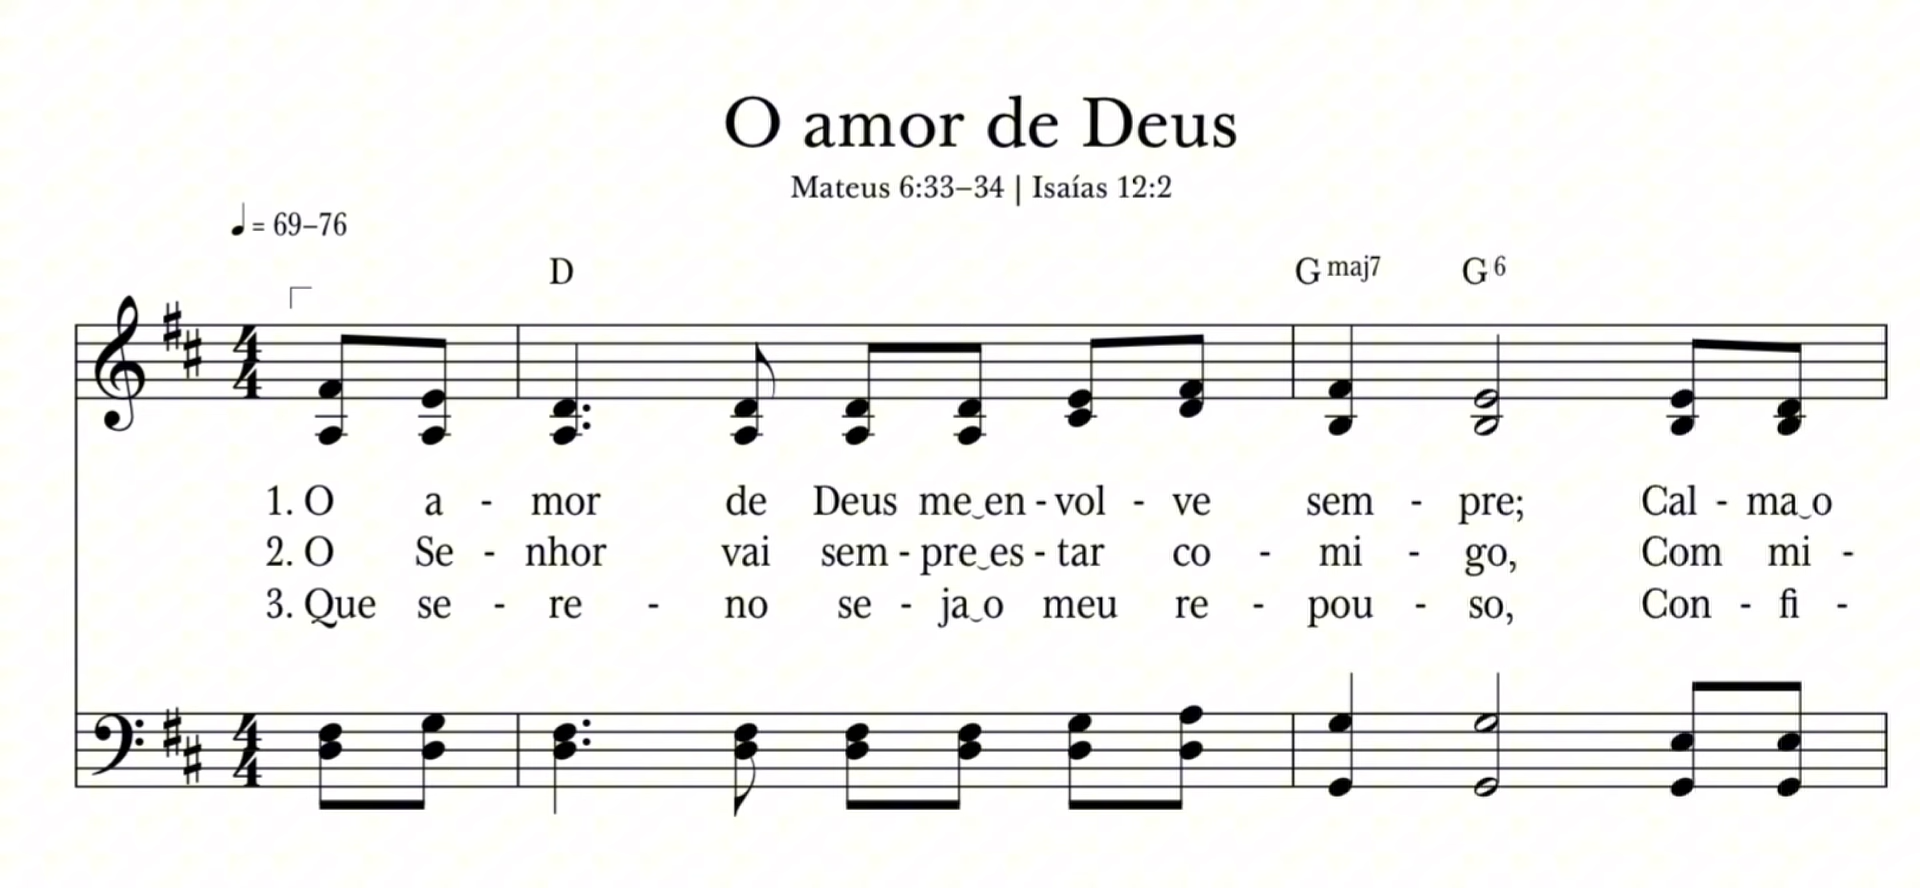 O amor de Deus
Mateus 6:33–34 | Isaías 12:2
♩ = 69–76
D Gmaj7 G6
1. O a - mor de Deus me‿en - vol - ve sem - pre; Cal - ma‿o
2. O Se - nhor vai sem - pre‿es - tar co - mi - go, Com mi -
3. Que se - re - no se - ja‿o meu re - pou - so, Con - fi -